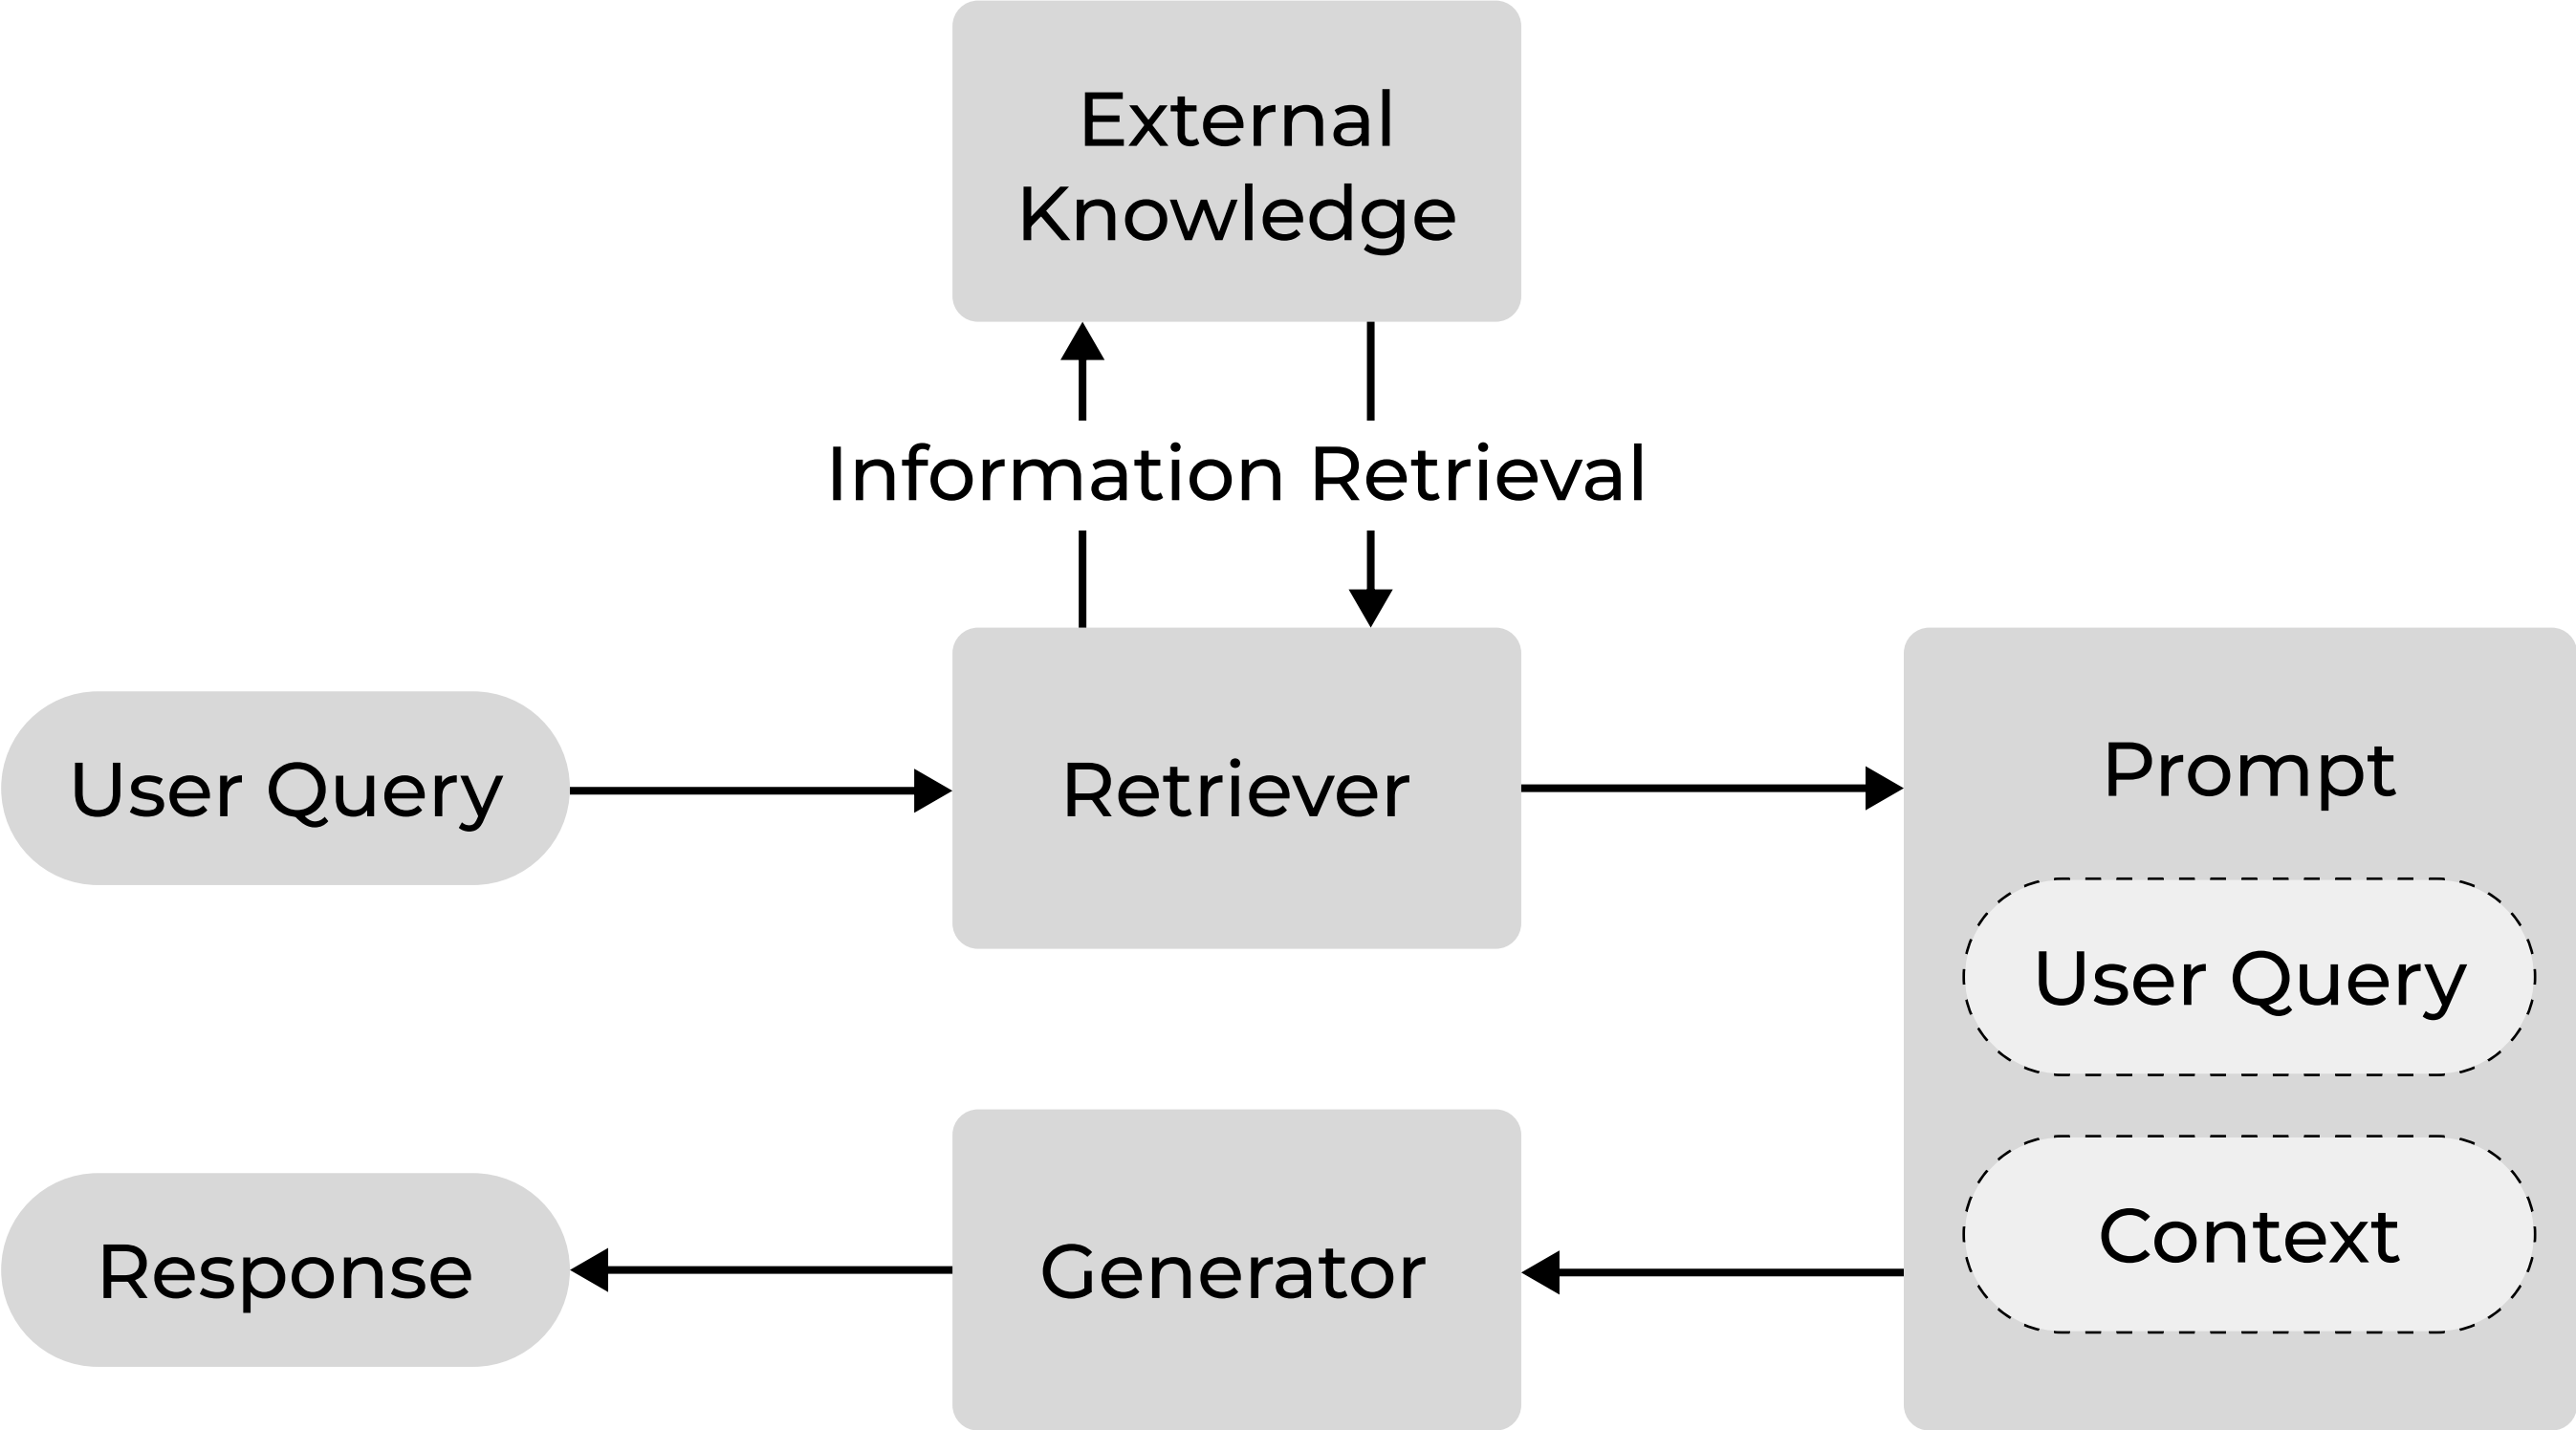 External
Knowledge
Information Retrieval
User Query
Retriever
Prompt
User Query
Context
Generator
Response